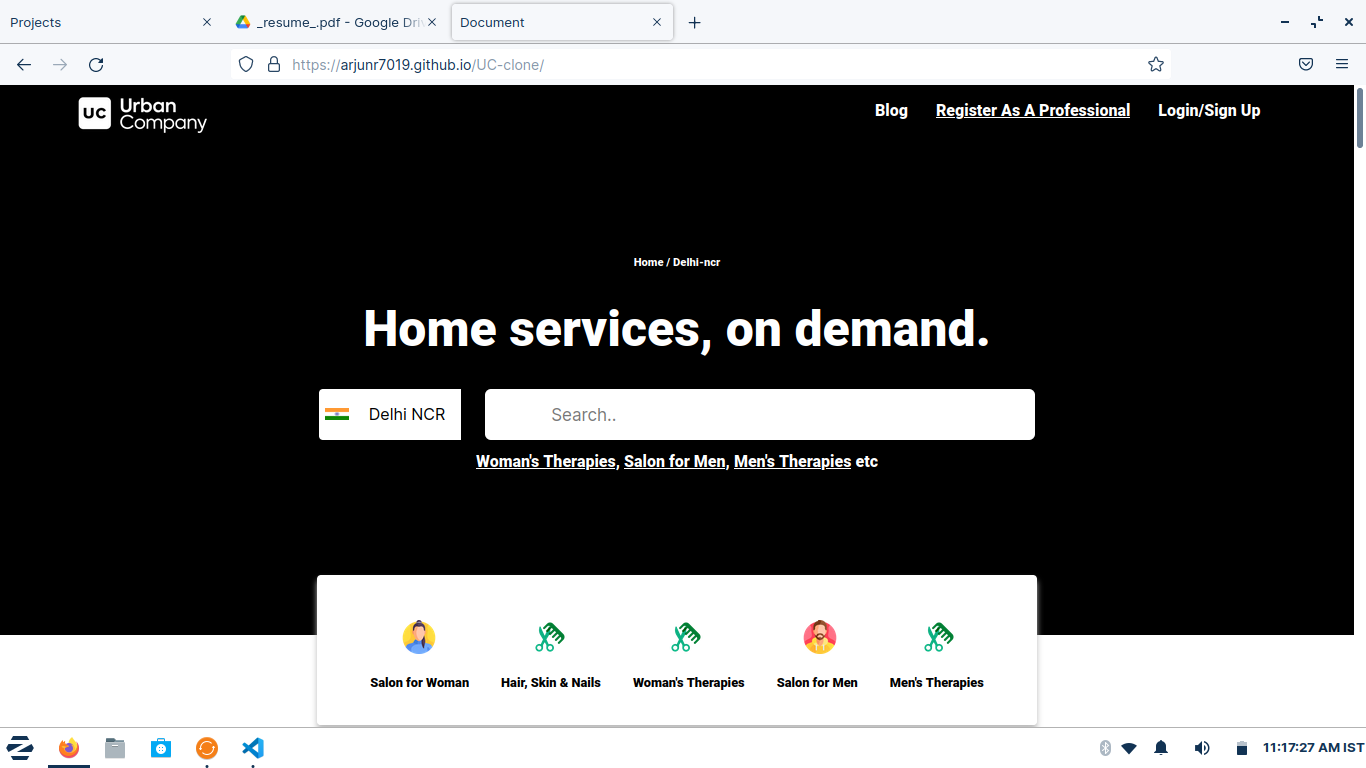 Projects
_resume_.pdf - Google Dri
Document
https://arjunr7019.github.io/UC-clone/
UC Urban Company
Blog Register As A Professional Login/Sign Up
Home / Delhi-ncr
Home services, on demand.
Delhi NCR Search..
Woman's Therapies, Salon for Men, Men's Therapies etc
Salon for Woman Hair, Skin & Nails Woman's Therapies Salon for Men Men's Therapies
11:17:27 AM IST